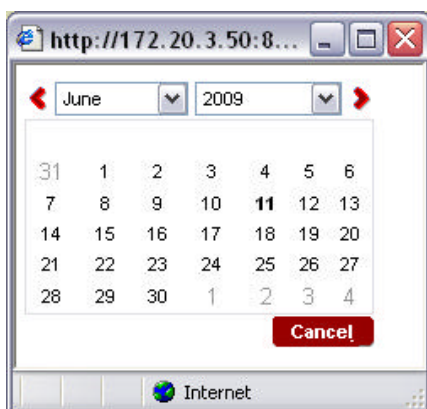 http://172.20.3.50:8...
June 2009
31 1 2 3 4 5 6
7 8 9 10 11 12 13
14 15 16 17 18 19 20
21 22 23 24 25 26 27
28 29 30 1 2 3 4
Cancel
Internet